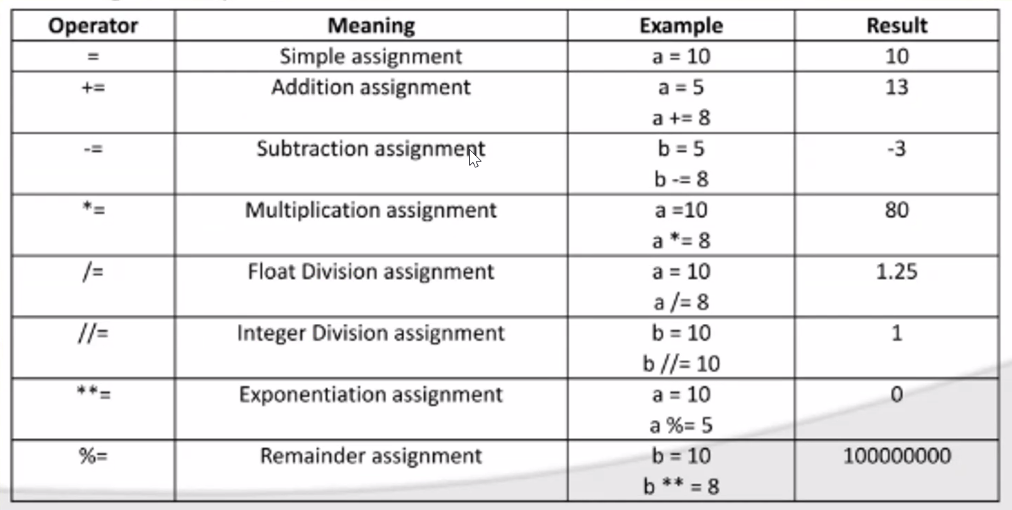 Operator Meaning Example Result
= Simple assignment a = 10 10
+= Addition assignment a = 5 13
a += 8
-= Subtraction assignment b = 5 -3
b -= 8
*= Multiplication assignment a =10 80
a *= 8
/= Float Division assignment a = 10 1.25
a /= 8
//= Integer Division assignment b = 10 1
b //= 10
**= Exponentiation assignment a = 10 0
a %= 5
%= Remainder assignment b = 10 100000000
b ** = 8